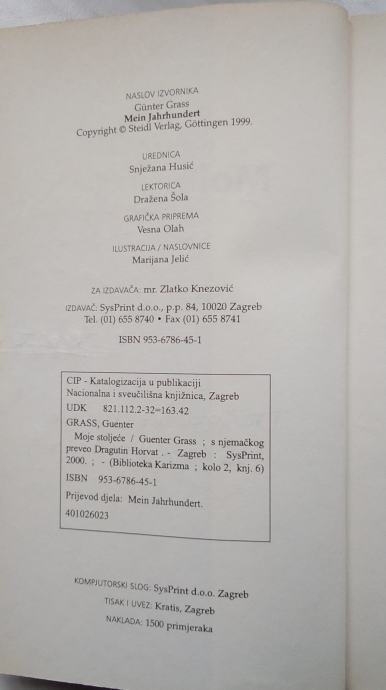 NASLOV IZVORNIKA
Günter Grass
Mein Jahrhundert
Copyright © Steidl Verlag, Göttingen 1999.
UREDNICA
Snježana Husić
LEKTORICA
Dražena Šola
GRAFIČKA PRIPREMA
Vesna Olah
ILUSTRACIJA / NASLOVNICE
Marijana Jelić
ZA IZDAVAČA: mr. Zlatko Knezović
IZDAVAČ: SysPrint d.o.o., p.p. 84, 10020 Zagreb
Tel. (01) 655 8740 • Fax (01) 655 8741
ISBN 953-6786-45-1
CIP - Katalogizacija u publikaciji
Nacionalna i sveučilišna knjižnica, Zagreb
UDK 821.112.2-32=163.42
GRASS, Guenter
Moje stoljeće / Guenter Grass ; s njemačkog
preveo Dragutin Horvat . - Zagreb : SysPrint,
2000. ; - (Biblioteka Karizma ; kolo 2, knj. 6)
ISBN 953-6786-45-1
Prijevod djela: Mein Jahrhundert.
401026023
KOMPJUTORSKI SLOG: SysPrint d.o.o. Zagreb
TISAK I UVEZ: Kratis, Zagreb
NAKLADA: 1500 primjeraka